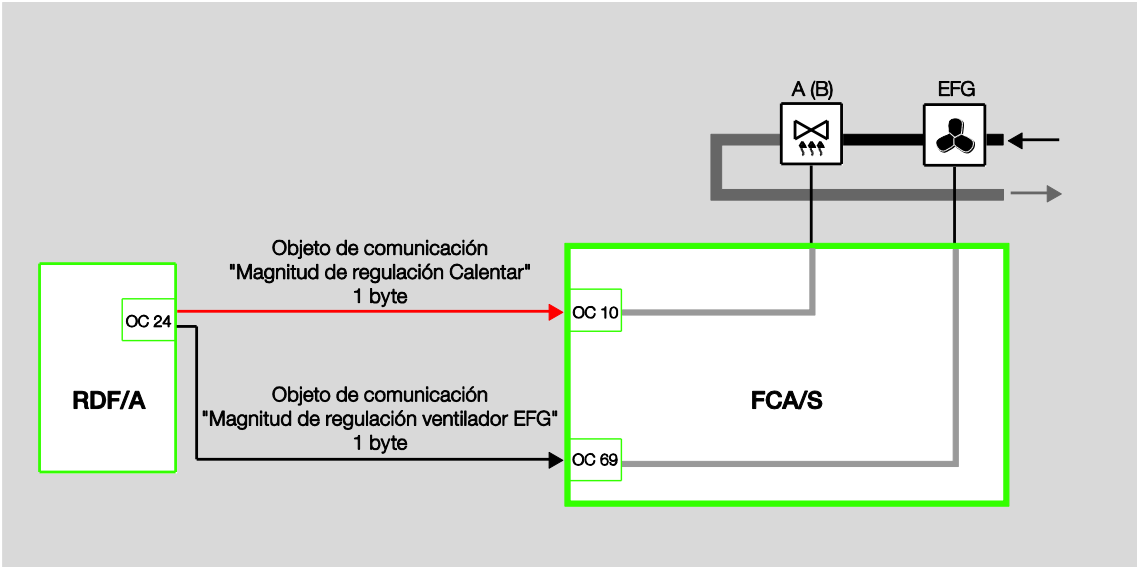 A (B)
EFG
Objeto de comunicación
"Magnitud de regulación Calentar"
1 byte
OC 24
OC 10
RDF/A
Objeto de comunicación
"Magnitud de regulación ventilador EFG"
1 byte
FCA/S
OC 69